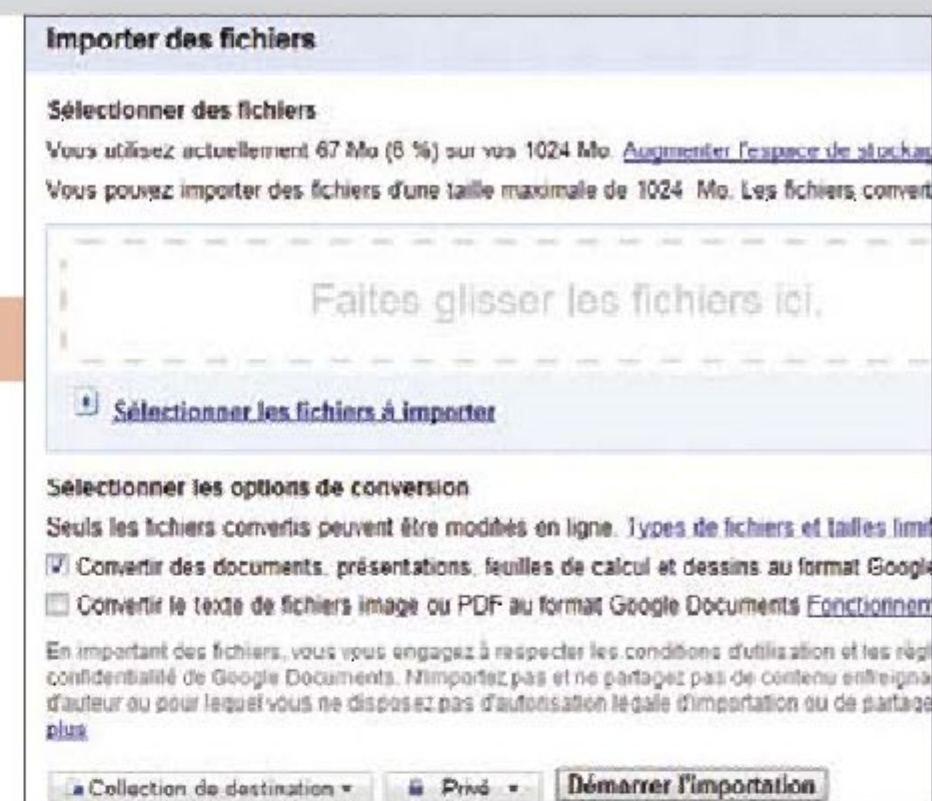 Importer des fichiers
Sélectionner des fichiers
Vous utilisez actuellement 67 Mo (6 %) sur vos 1024 Mo. Augmenter l'espace de stockag
Vous pouvez importer des fichiers d'une taille maximale de 1024 Mo. Les fichiers convert
Faites glisser les fichiers ici.
Sélectionner les fichiers à importer
Sélectionner les options de conversion
Seuls les fichiers convertis peuvent être modifiés en ligne. Types de fichiers et tailles limit
Convertir des documents, présentations, feuilles de calcul et dessins au format Google
Convertir le texte de fichiers image ou PDF au format Google Documents Fonctionnem
En important des fichiers, vous vous engagez à respecter les conditions d'utilisation et les règl
confidentialité de Google Documents. N'importez pas et ne partagez pas de contenu enfreigna
d'auteur ou pour lequel vous ne disposez pas d'autorisation légale d'importation ou de partage
plus
Collection de destination
Privé
Démarrer l'importation